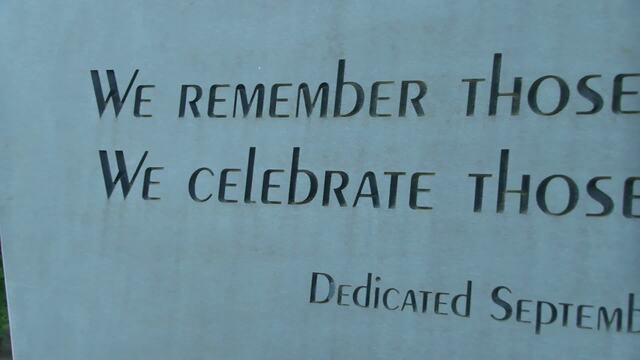 We remember those
We celebrate those
Dedicated Septemb